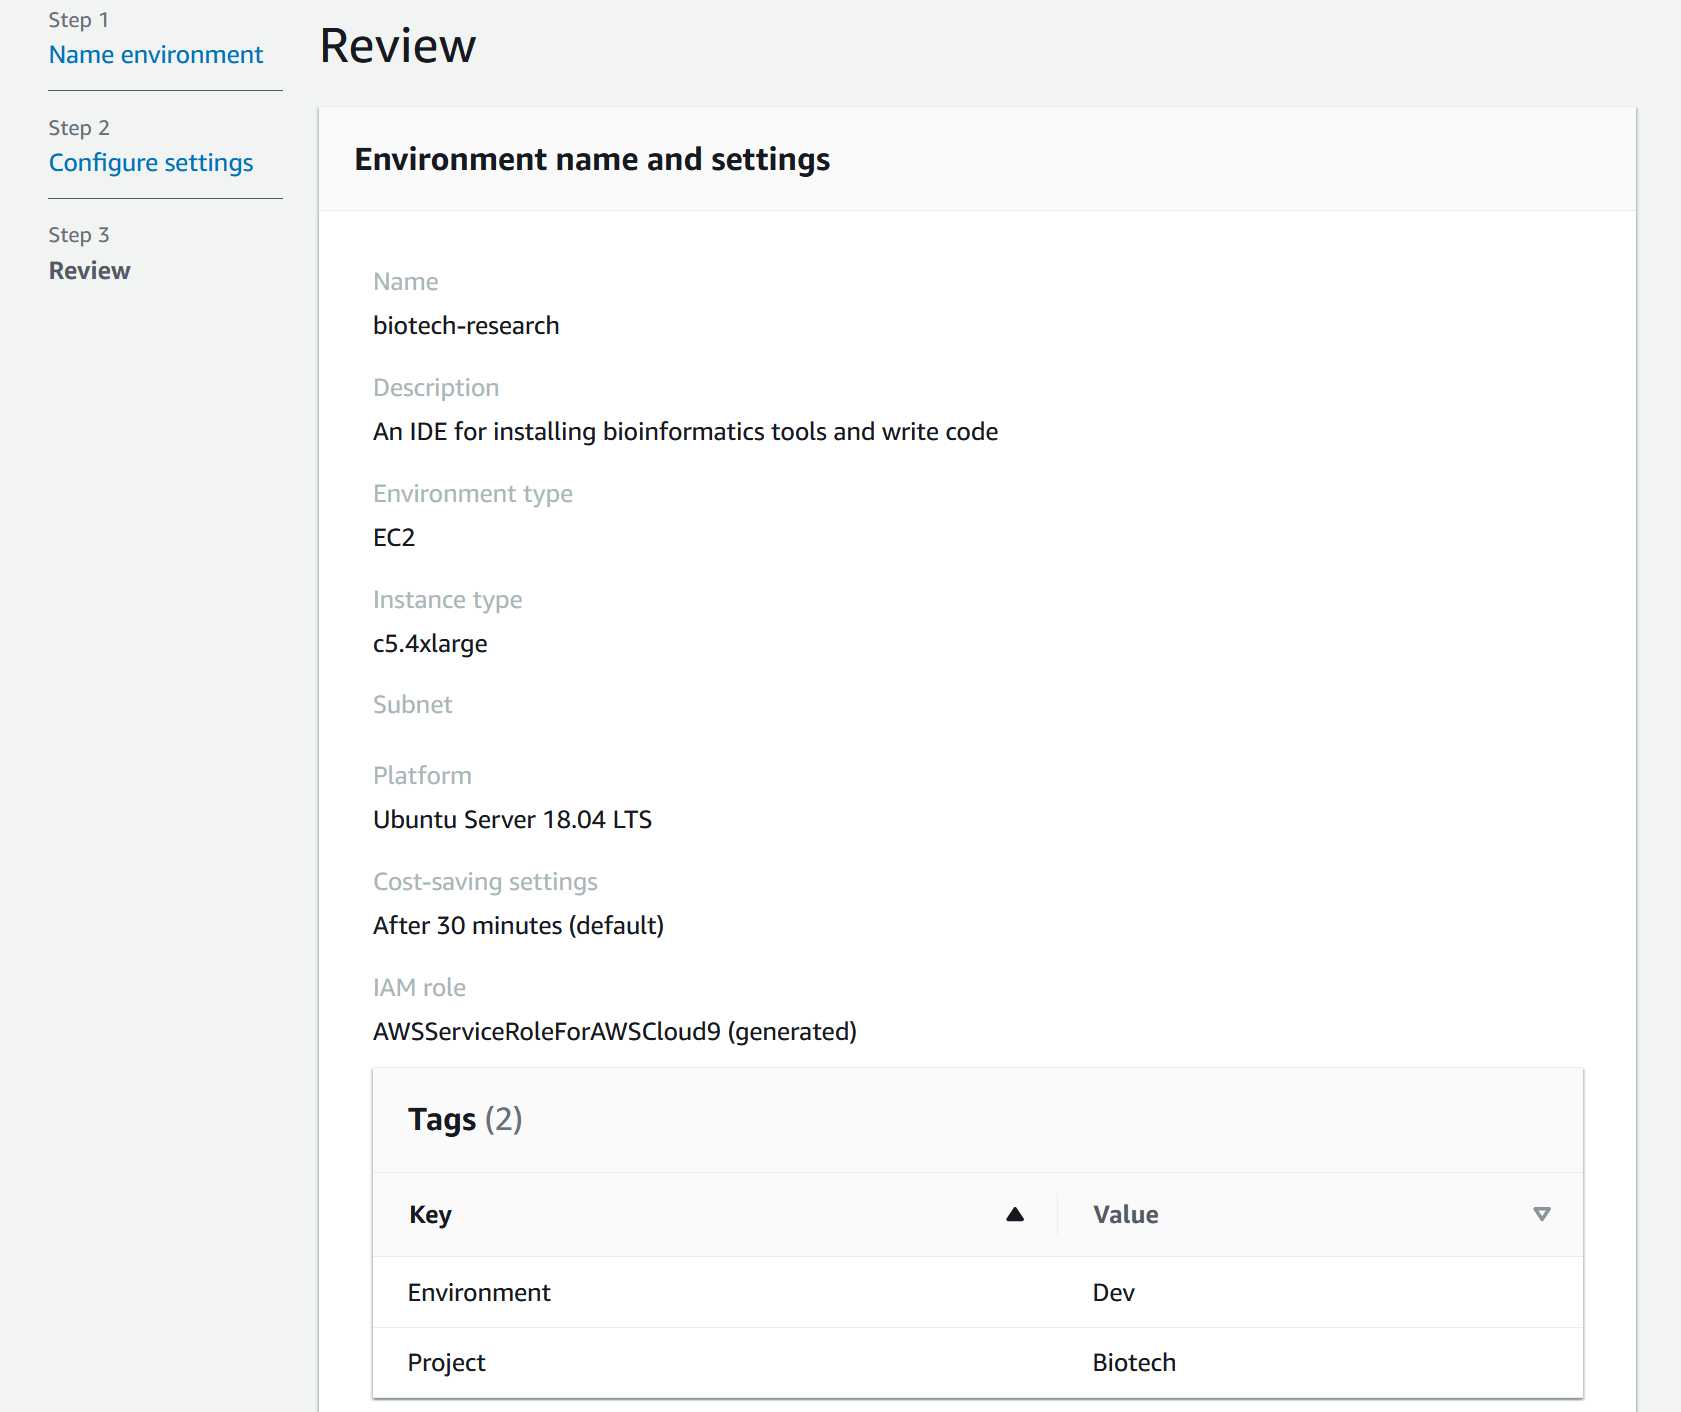 Step 1
Name environment
Step 2
Configure settings
Step 3
Review
Review
Environment name and settings
Name
biotech-research
Description
An IDE for installing bioinformatics tools and write code
Environment type
EC2
Instance type
c5.4xlarge
Subnet
Platform
Ubuntu Server 18.04 LTS
Cost-saving settings
After 30 minutes (default)
IAM role
AWSServiceRoleForAWSCloud9 (generated)
Tags (2)
Key Value
Environment Dev
Project Biotech